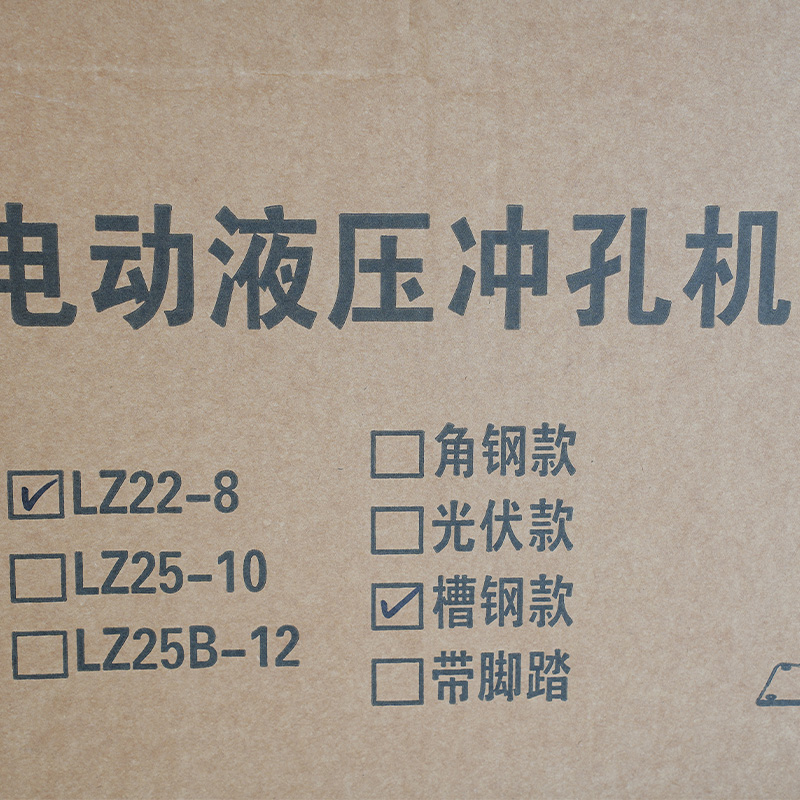 电动液压冲孔机
LZ22-8
LZ25-10
LZ25B-12
角钢款
光伏款
槽钢款
带脚踏